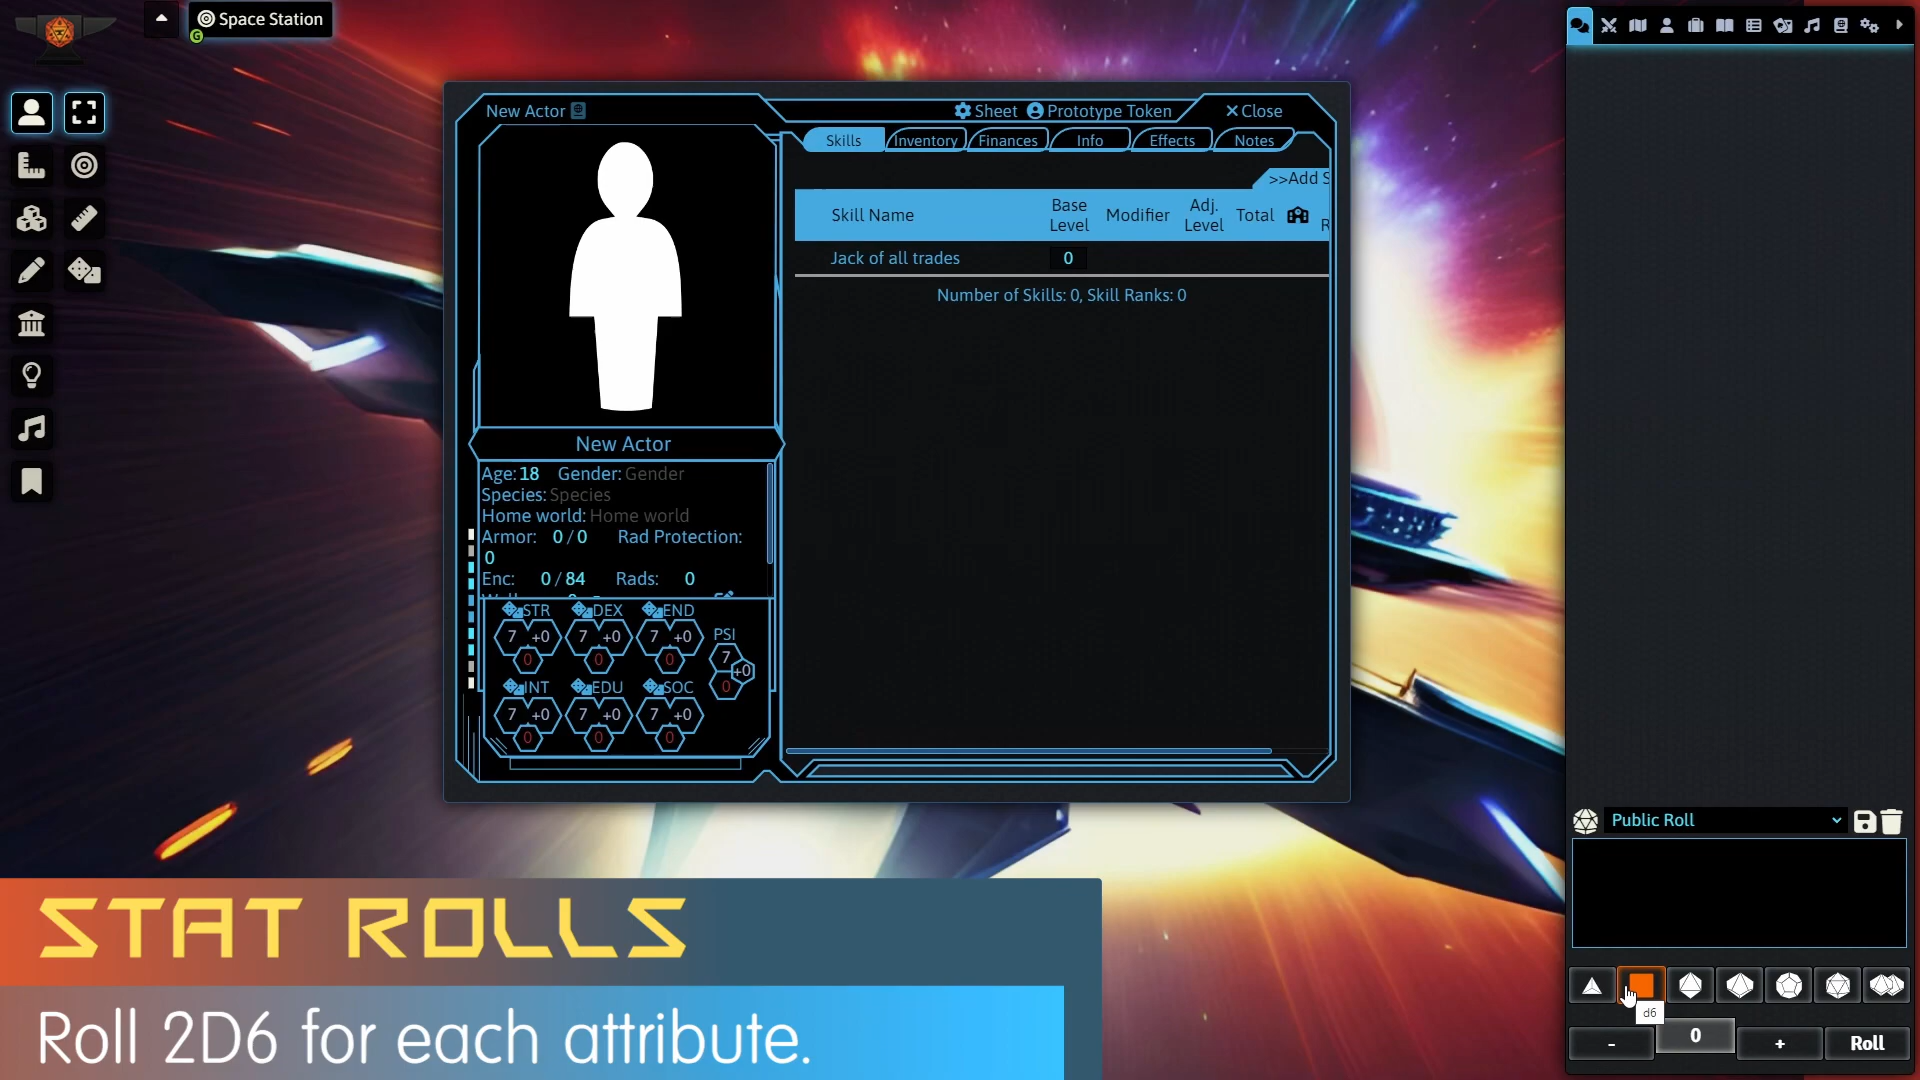 Space Station
G
New Actor
Sheet
Prototype Token
Close
Skills
Inventory
Finances
Info
Effects
Notes
>>Add S
Skill Name
Base Level
Modifier
Adj. Level
Total
R
Jack of all trades
0
Number of Skills: 0, Skill Ranks: 0
New Actor
Age: 18 Gender: Gender
Species: Species
Home world: Home world
Armor: 0 / 0 Rad Protection:
0
Enc: 0 / 84 Rads: 0
STR DEX END
PSI
7 +0 7 +0 7 +0
7
+0
0 0 0
0
INT EDU SOC
7 +0 7 +0 7 +0
0 0 0
Public Roll
d6
-
0
+
Roll
STAT ROLLS
Roll 2D6 for each attribute.